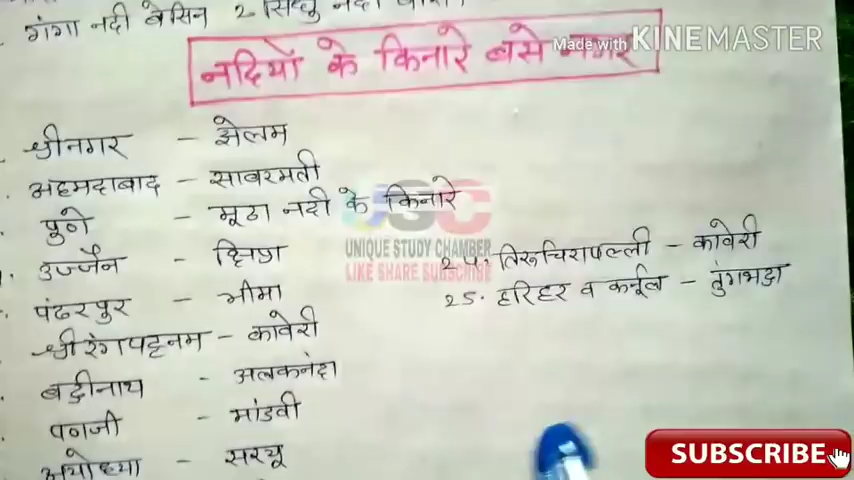 गंगा नदी बेसिन 2 सिंधु नदी
Made with KINEMASTER
नदियों के किनारे बसे नगर
श्रीनगर - झेलम
अहमदाबाद - साबरमती
पुणे - मूठा नदी के किनारे
उज्जैन - क्षिप्रा
पंढरपुर - भीमा
श्रीरंगपट्टनम - कावेरी
बद्रीनाथ - अलकनंदा
पणजी - मांडवी
अयोध्या - सरयू
24. तिरूचिरापल्ली - कावेरी
25. हरिहर व कर्नूल - तुंगभद्रा
UNIQUE STUDY CHAMBER
LIKE SHARE SUBSCRIBE
SUBSCRIBE